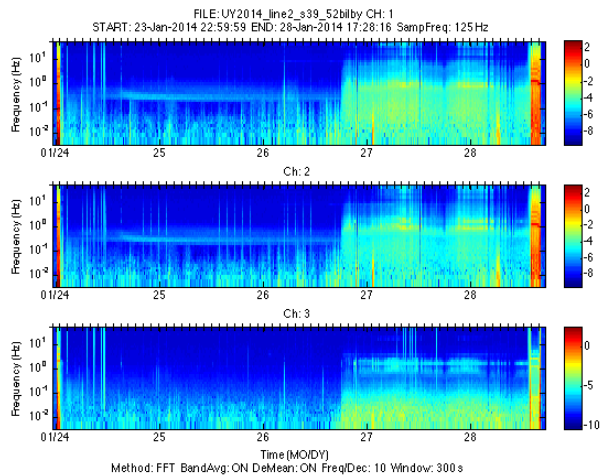 FILE: UY2014_line2_s39_52bilby CH: 1
START: 23-Jan-2014 22:59:59 END: 28-Jan-2014 17:28:16 SampFreq: 125Hz
Frequency (Hz)
10¹
10⁰
10⁻¹
10⁻²
01/24 25 26 27 28
2
0
-2
-4
-6
-8
Ch: 2
Frequency (Hz)
10¹
10⁰
10⁻¹
10⁻²
01/24 25 26 27 28
2
0
-2
-4
-6
-8
Ch: 3
Frequency (Hz)
10¹
10⁰
10⁻¹
10⁻²
01/24 25 26 27 28
0
-5
-10
Time (MO/DY)
Method: FFT BandAvg: ON DeMean: ON Freq/Dec: 10 Window: 300s